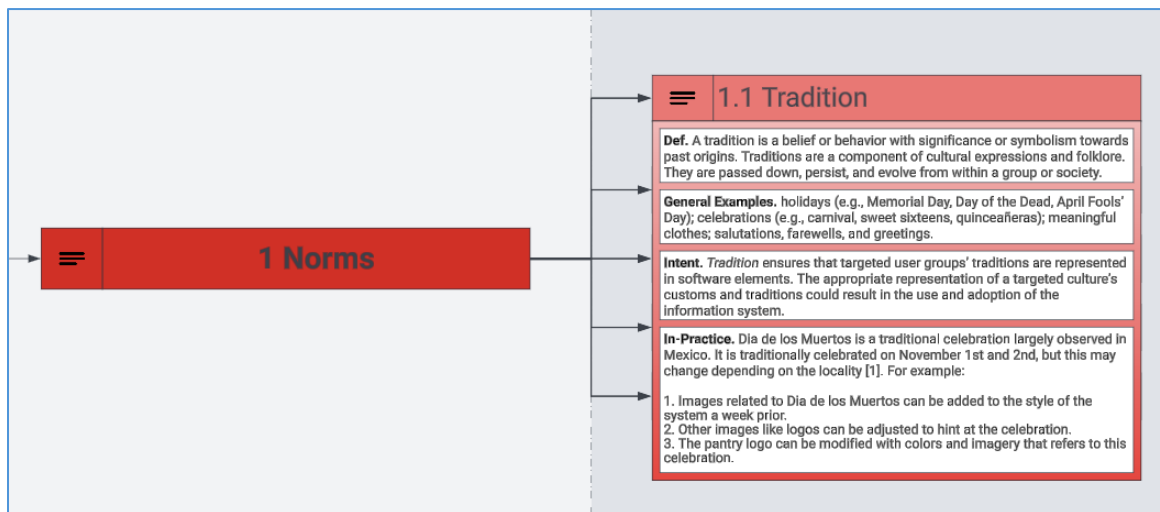 1 Norms
1.1 Tradition
Def. A tradition is a belief or behavior with significance or symbolism towards
past origins. Traditions are a component of cultural expressions and folklore.
They are passed down, persist, and evolve from within a group or society.
General Examples. holidays (e.g., Memorial Day, Day of the Dead, April Fools'
Day); celebrations (e.g., carnival, sweet sixteens, quinceañeras); meaningful
clothes; salutations, farewells, and greetings.
Intent. Tradition ensures that targeted user groups' traditions are represented
in software elements. The appropriate representation of a targeted culture's
customs and traditions could result in the use and adoption of the
information system.
In-Practice. Dia de los Muertos is a traditional celebration largely observed in
Mexico. It is traditionally celebrated on November 1st and 2nd, but this may
change depending on the locality [1]. For example:
1. Images related to Dia de los Muertos can be added to the style of the
system a week prior.
2. Other images like logos can be adjusted to hint at the celebration.
3. The pantry logo can be modified with colors and imagery that refers to this
celebration.